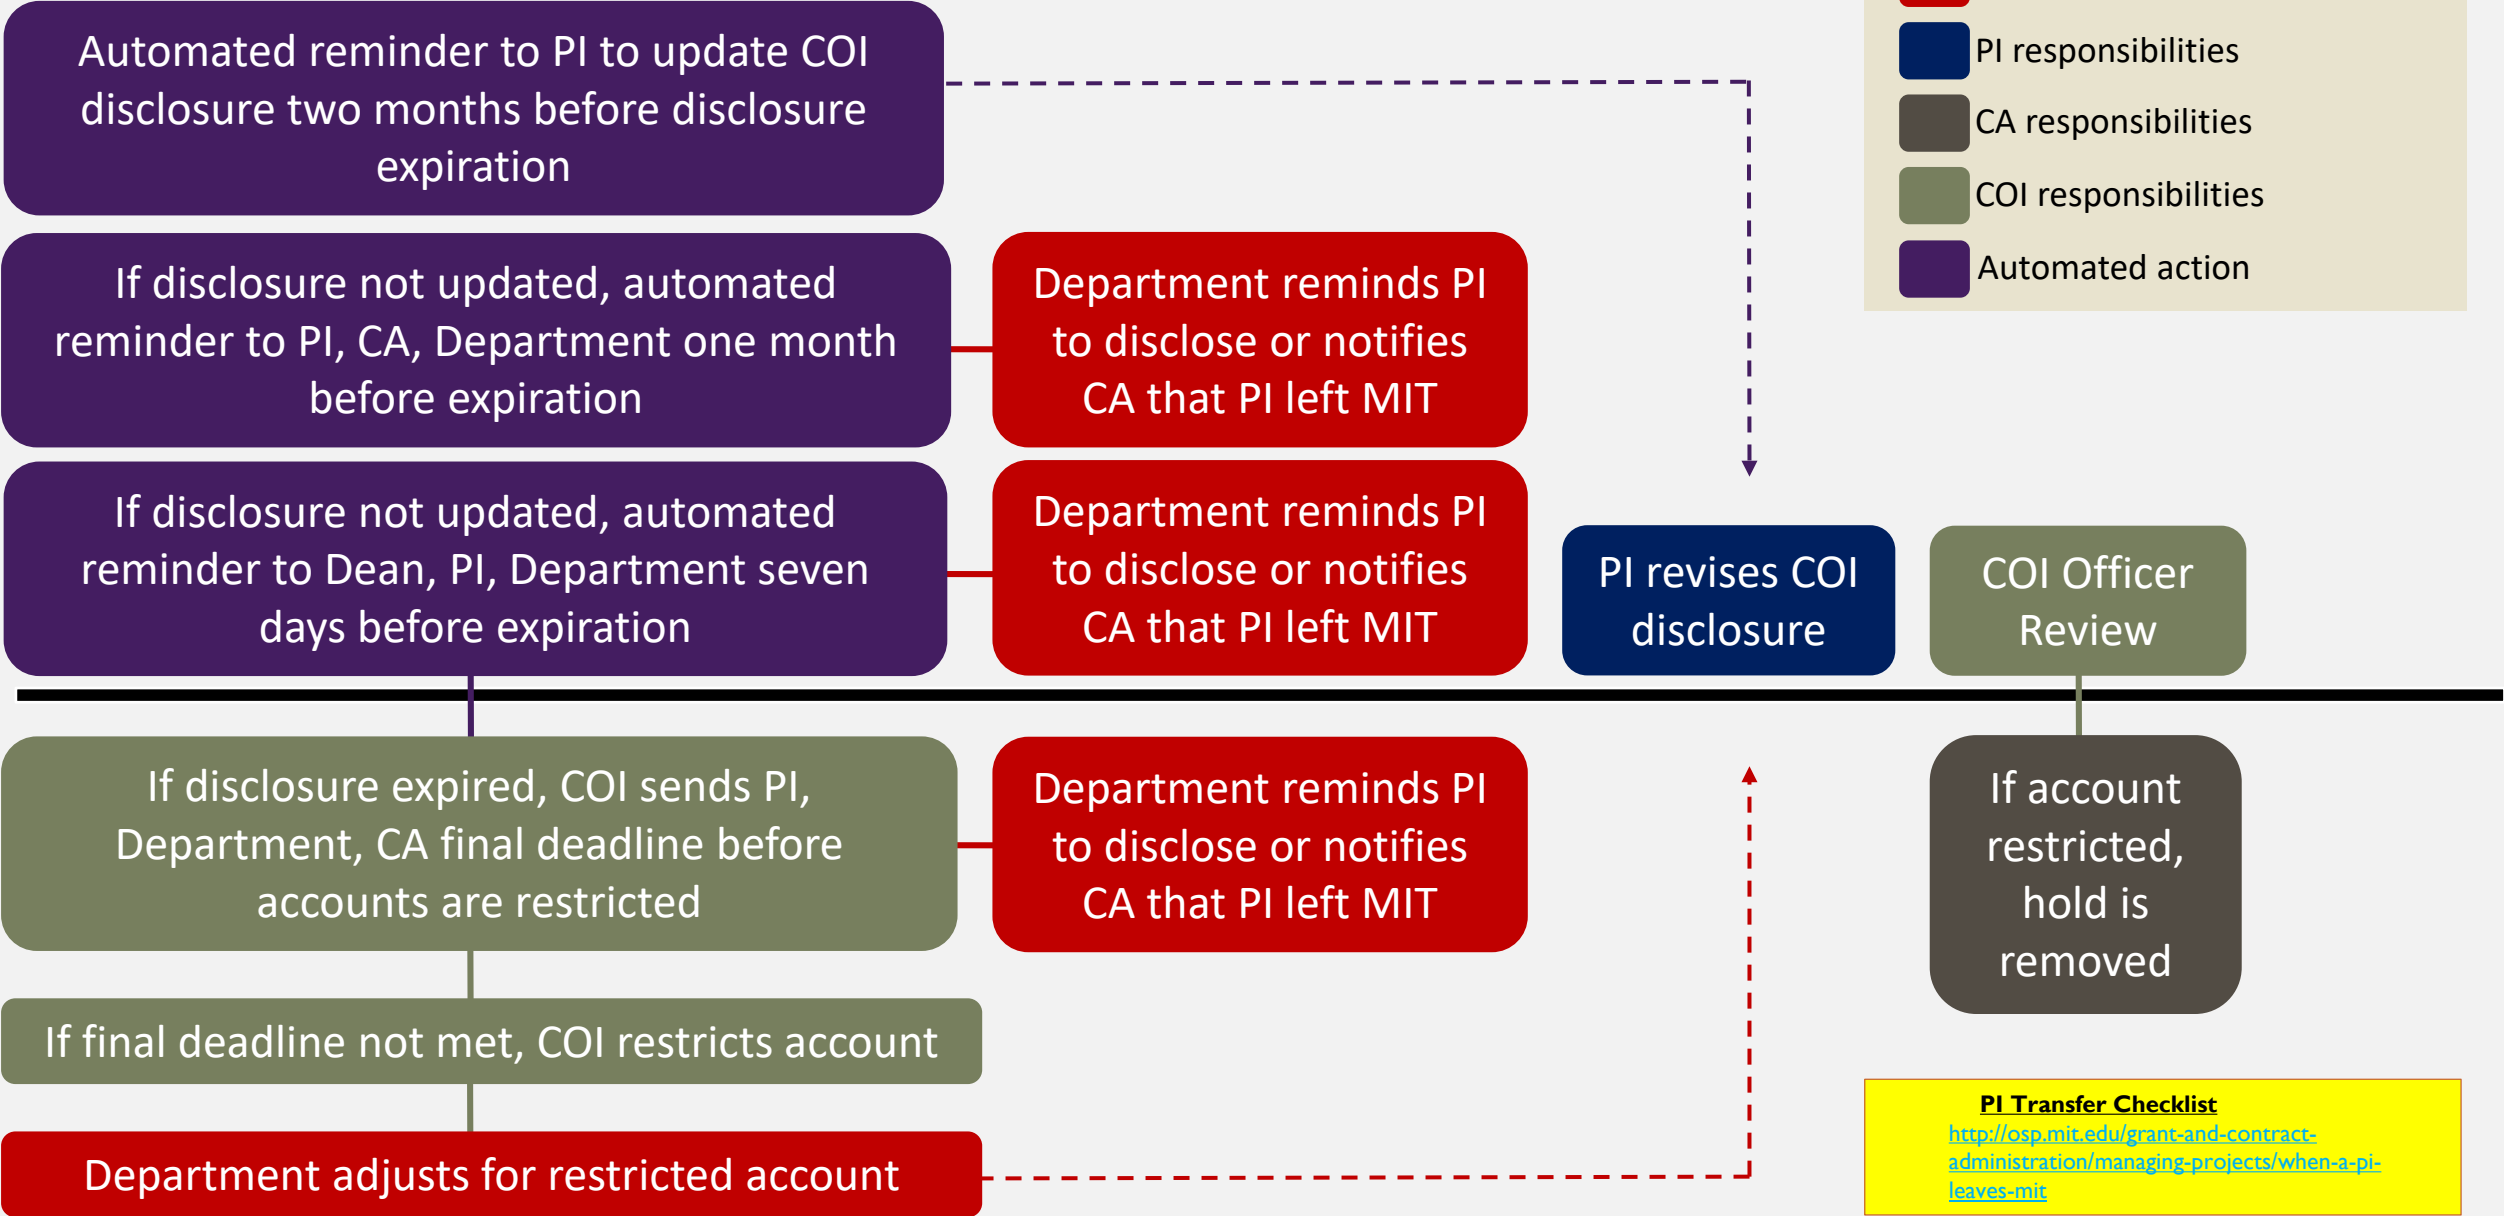 Automated reminder to PI to update COI
disclosure two months before disclosure
expiration
PI responsibilities
CA responsibilities
COI responsibilities
Automated action
If disclosure not updated, automated
reminder to PI, CA, Department one month
before expiration
Department reminds PI
to disclose or notifies
CA that PI left MIT
If disclosure not updated, automated
reminder to Dean, PI, Department seven
days before expiration
Department reminds PI
to disclose or notifies
CA that PI left MIT
PI revises COI
disclosure
COI Officer
Review
If disclosure expired, COI sends PI,
Department, CA final deadline before
accounts are restricted
Department reminds PI
to disclose or notifies
CA that PI left MIT
If account
restricted,
hold is
removed
If final deadline not met, COI restricts account
Department adjusts for restricted account
PI Transfer Checklist
http://osp.mit.edu/grant-and-contract-
administration/managing-projects/when-a-pi-
leaves-mit